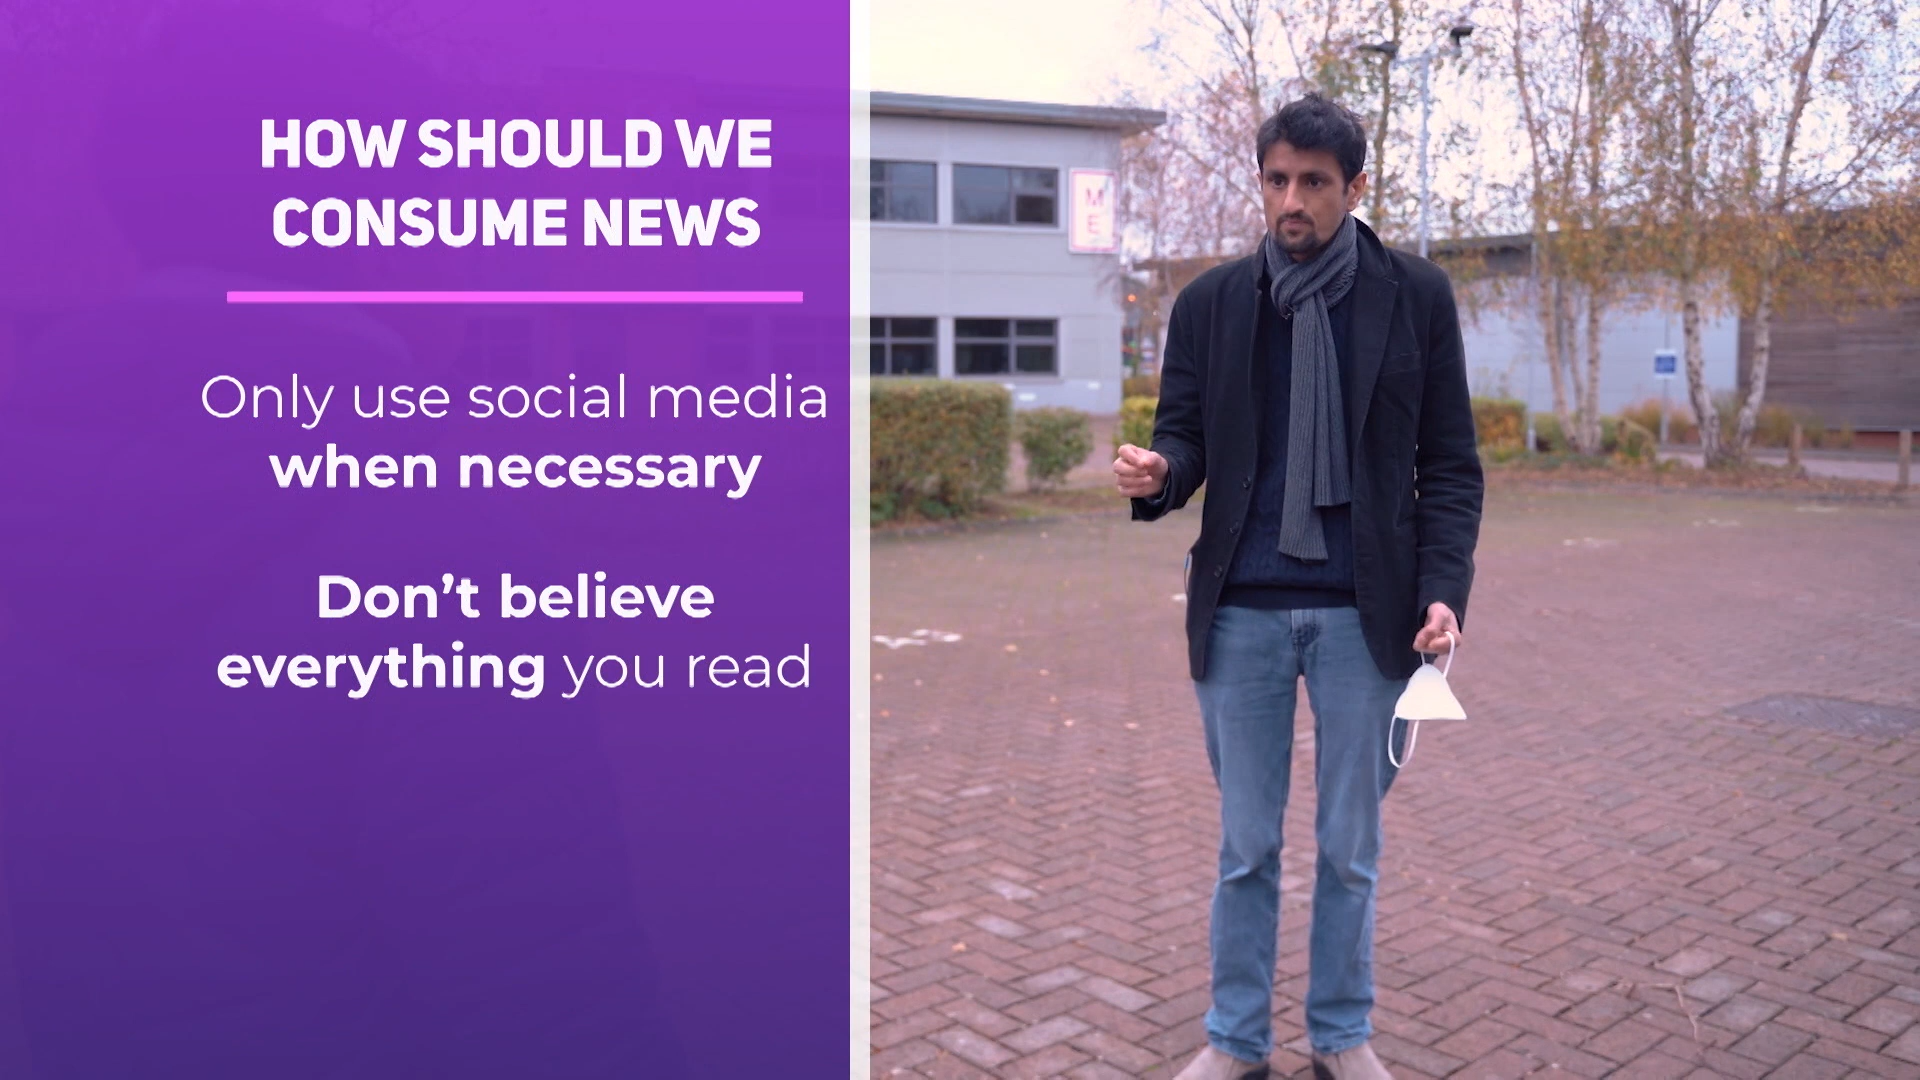 HOW SHOULD WE
CONSUME NEWS
Only use social media
when necessary
Don't believe
everything you read
M
E